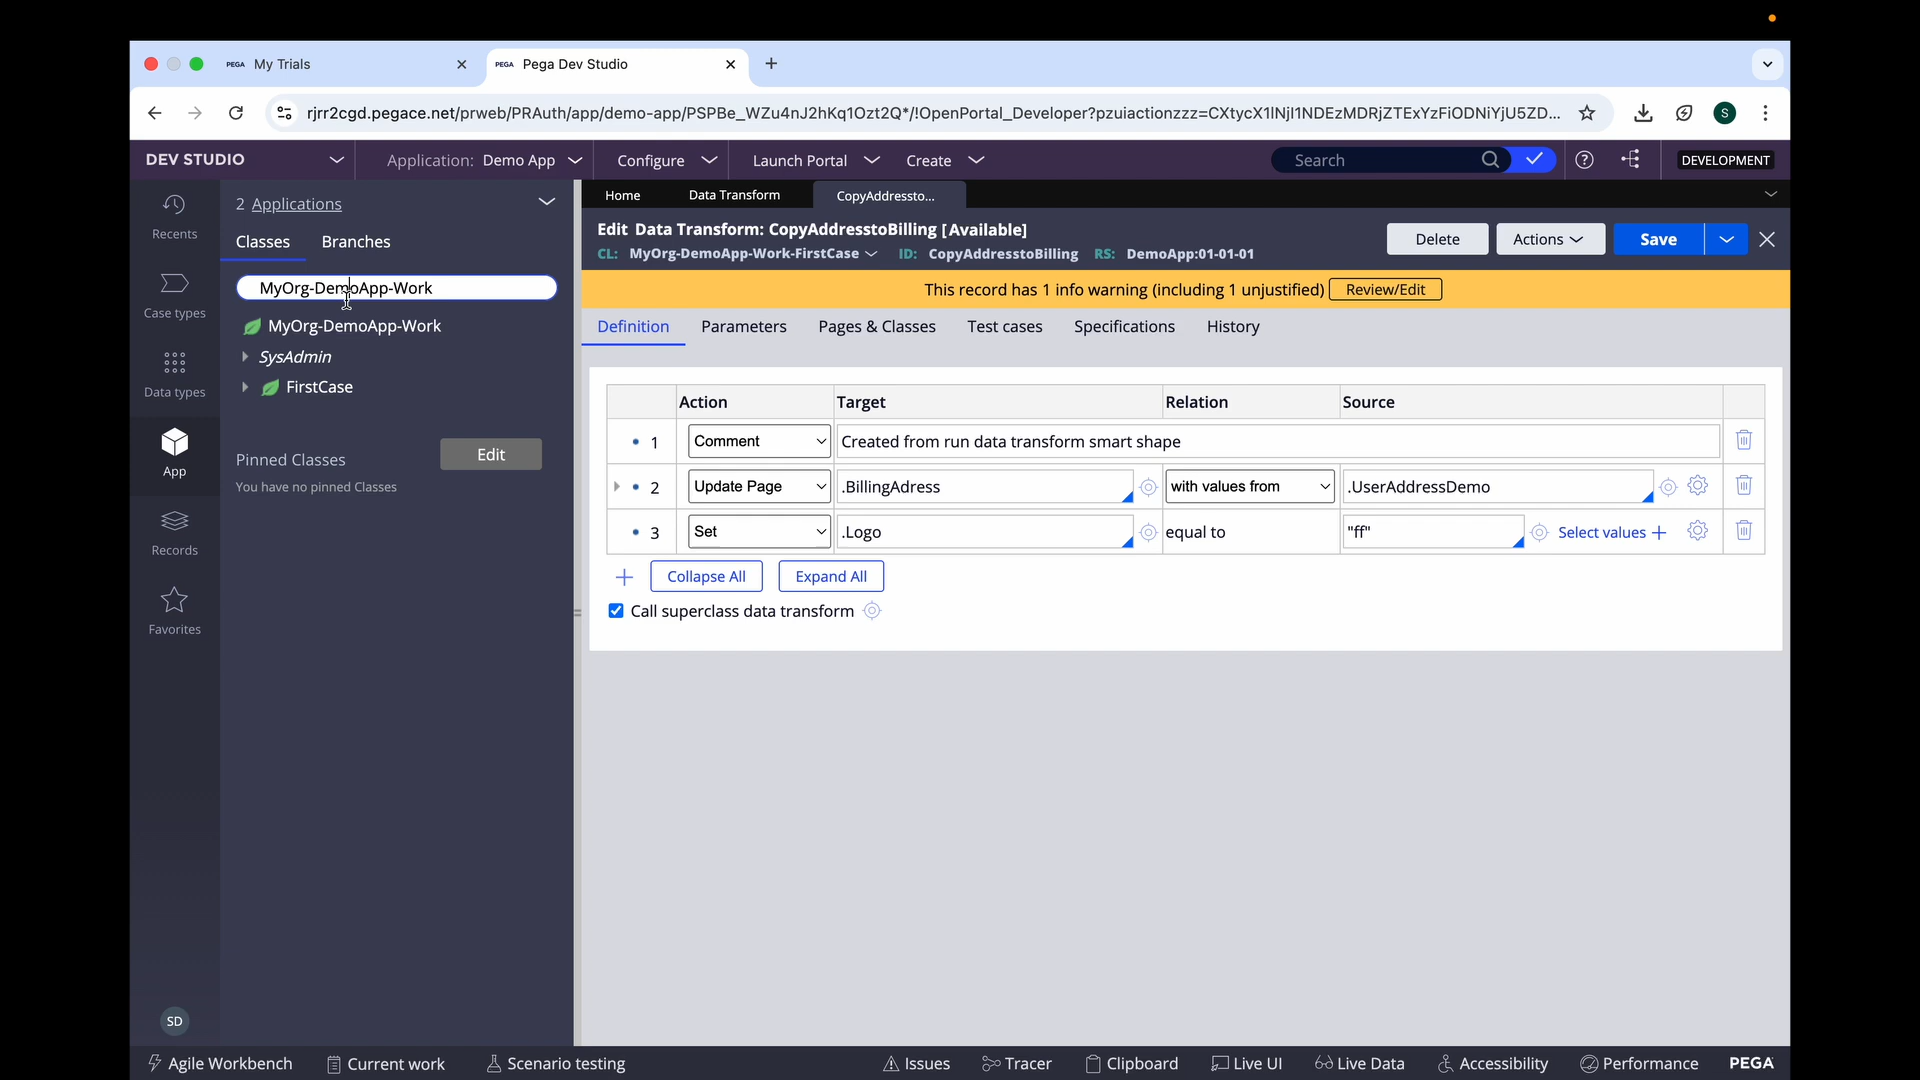 PEGA My Trials
PEGA Pega Dev Studio
rjrr2cgd.pegace.net/prweb/PRAuth/app/demo-app/PSPBe_WZu4nJ2hKq1Ozt2Q*/!OpenPortal_Developer?pzuiactionzzz=CXtycX1lNjI1NDEzMDRjZTExYzFiODNiYjU5ZD...
S
DEV STUDIO
Application: Demo App
Configure
Launch Portal
Create
Search
DEVELOPMENT
Recents
Case types
Data types
App
Records
Favorites
SD
2 Applications
Classes Branches
MyOrg-DemoApp-Work
MyOrg-DemoApp-Work
SysAdmin
FirstCase
Pinned Classes
Edit
You have no pinned Classes
Home Data Transform CopyAddressto...
Edit Data Transform: CopyAddresstoBilling [Available]
CL: MyOrg-DemoApp-Work-FirstCase ID: CopyAddresstoBilling RS: DemoApp:01-01-01
Delete Actions Save
This record has 1 info warning (including 1 unjustified) Review/Edit
Definition Parameters Pages & Classes Test cases Specifications History
Action Target Relation Source
1 Comment Created from run data transform smart shape
2 Update Page .BillingAdress with values from .UserAddressDemo
3 Set .Logo equal to "ff" Select values
Collapse All Expand All
Call superclass data transform
Agile Workbench Current work Scenario testing Issues Tracer Clipboard Live UI Live Data Accessibility Performance PEGA